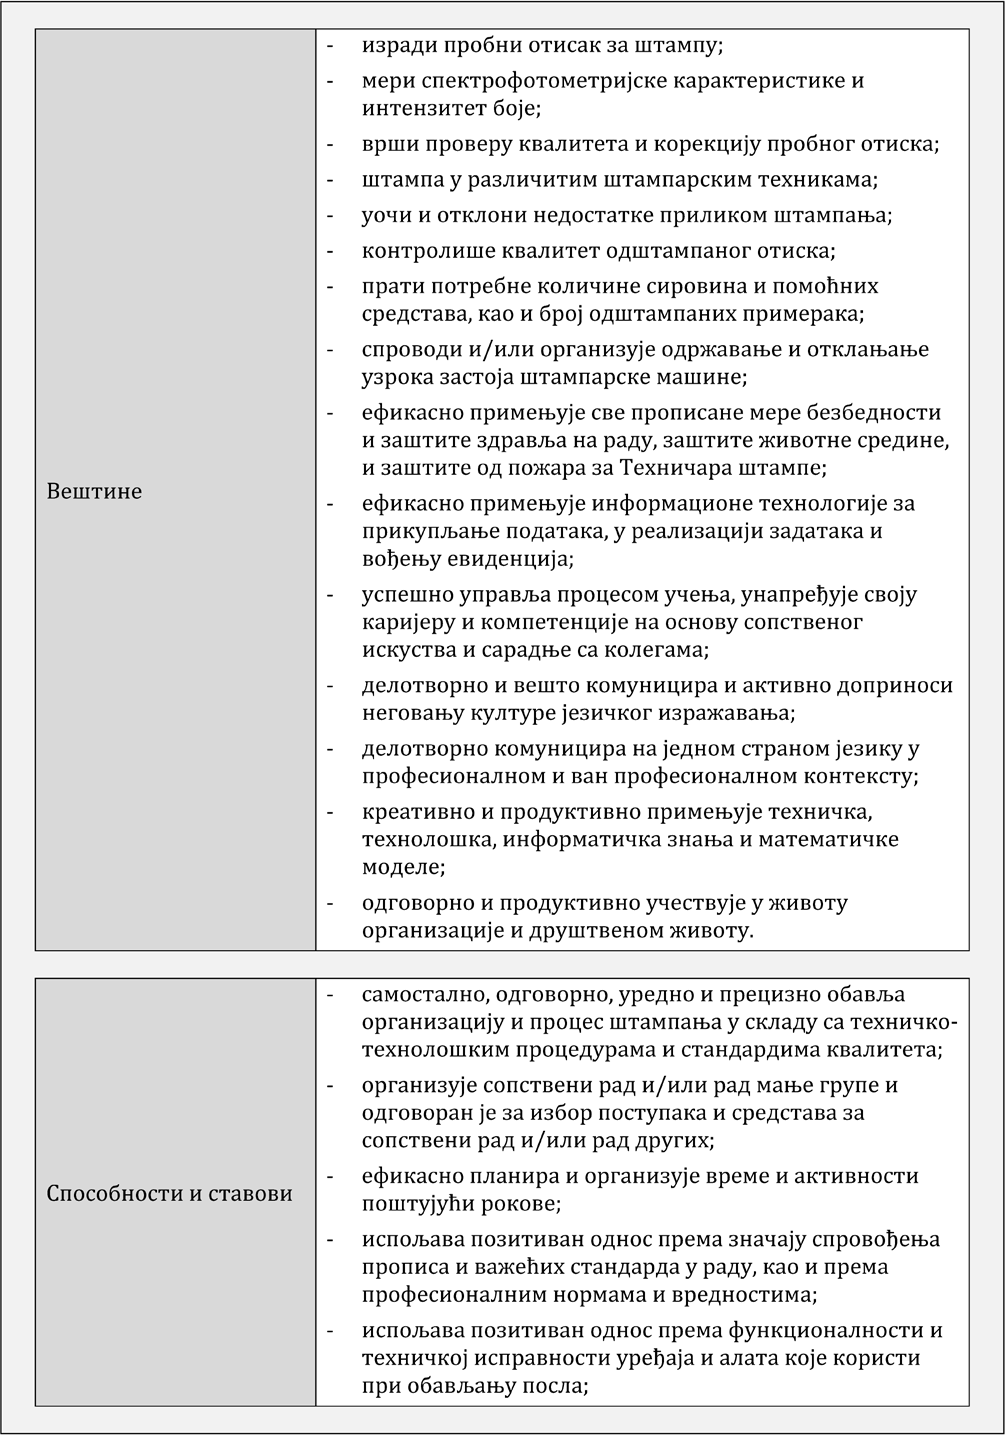 Вештине
- изради пробни отисак за штампу;
- мери спектрофотометријске карактеристике и
интензитет боје;
- врши проверу квалитета и корекцију пробног отиска;
- штампа у различитим штампарским техникама;
- уочи и отклони недостатке приликом штампања;
- контролише квалитет одштампаног отиска;
- прати потребне количине сировина и помоћних
средстава, као и број одштампаних примерака;
- спроводи и/или организује одржавање и отклањање
узрока застоја штампарске машине;
- ефикасно примењује све прописане мере безбедности
и заштите здравља на раду, заштите животне средине,
и заштите од пожара за Техничара штампе;
- ефикасно примењује информационе технологије за
прикупљање података, у реализацији задатака и
вођењу евиденција;
- успешно управља процесом учења, унапређује своју
каријеру и компетенције на основу сопственог
искуства и сарадње са колегама;
- делотворно и вешто комуницира и активно доприноси
неговању културе језичког изражавања;
- делотворно комуницира на једном страном језику у
професионалном и ван професионалном контексту;
- креативно и продуктивно примењује техничка,
технолошка, информатичка знања и математичке
моделе;
- одговорно и продуктивно учествује у животу
организације и друштвеном животу.
Способности и ставови
- самостално, одговорно, уредно и прецизно обавља
организацију и процес штампања у складу са техничко-
технолошким процедурама и стандардима квалитета;
- организује сопствени рад и/или рад мање групе и
одговоран је за избор поступака и средстава за
сопствени рад и/или рад других;
- ефикасно планира и организује време и активности
поштујући рокове;
- испољава позитиван однос према значају спровођења
прописа и важећих стандарда у раду, као и према
професионалним нормама и вредностима;
- испољава позитиван однос према функционалности и
техничкој исправности уређаја и алата које користи
при обављању посла;